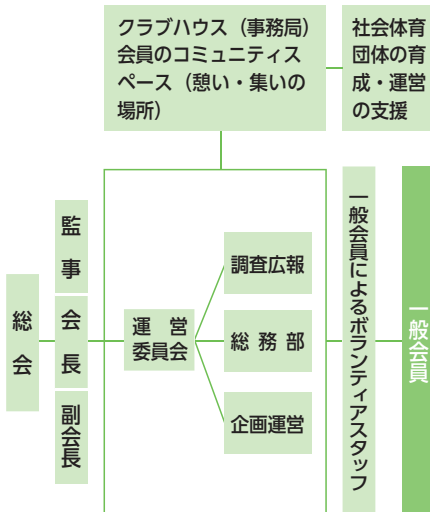 クラブハウス（事務局）
会員のコミュニティス
ペース（憩い・集いの
場所）
社会体育
団体の育
成・運営
の支援
総会
監事
会長
副会長
運営
委員会
調査広報
総務部
企画運営
一般会員によるボランティアスタッフ
一般会員